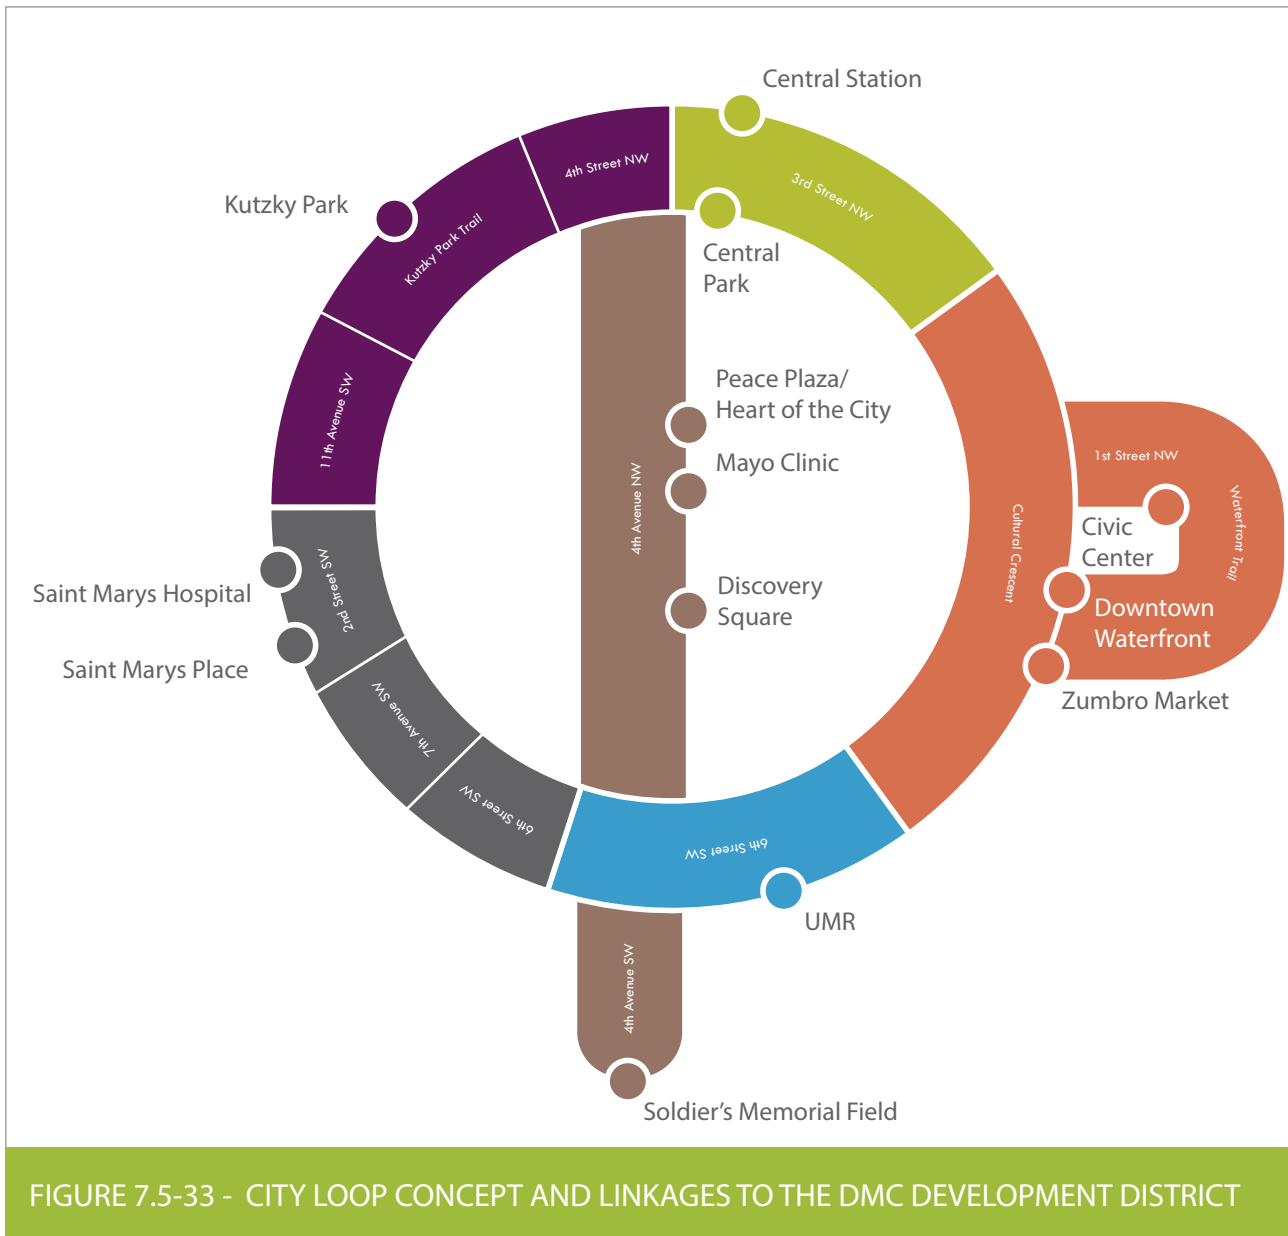 Central Station
4th Street NW
3rd Street NW
Kutzky Park
Kutzky Park Trail
Central
Park
11th Avenue SW
Peace Plaza/
Heart of the City
Mayo Clinic
4th Avenue NW
1st Street NW
Waterfront Trail
Cultural Crescent
Civic
Center
Discovery
Square
Downtown
Waterfront
Saint Marys Hospital
2nd Street SW
Saint Marys Place
Zumbro Market
7th Avenue SW
6th Street SW
6th Street SW
UMR
4th Avenue SW
Soldier’s Memorial Field
FIGURE 7.5-33 - CITY LOOP CONCEPT AND LINKAGES TO THE DMC DEVELOPMENT DISTRICT